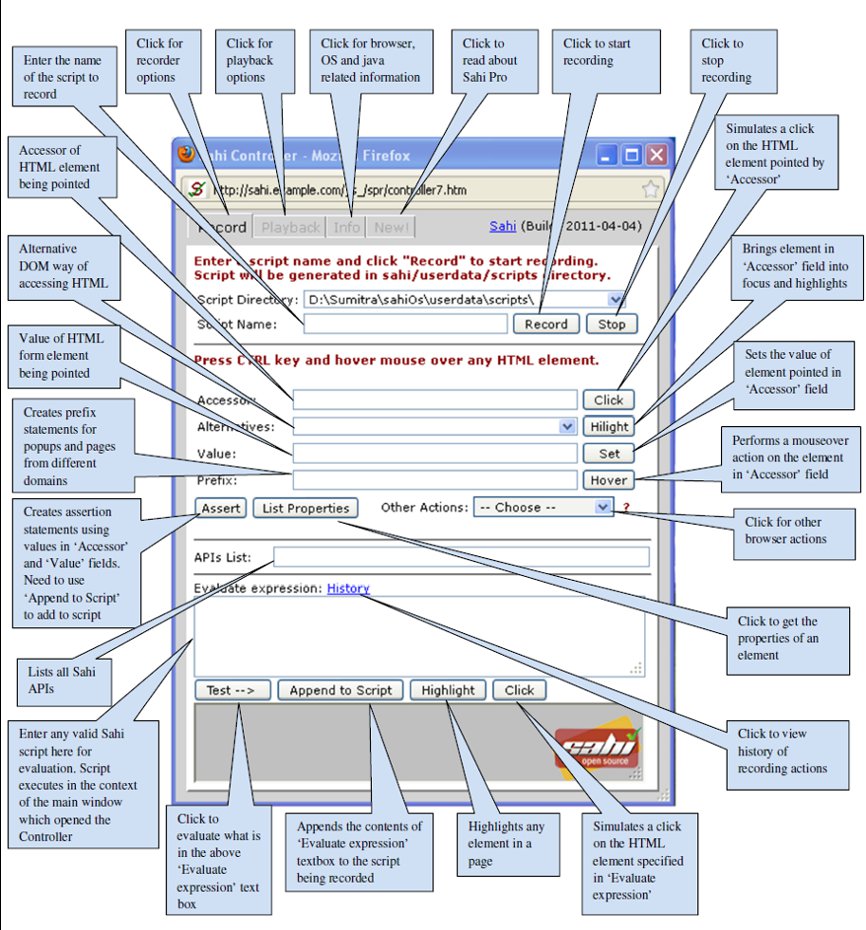 Enter the name
of the script to
record
Click for
recorder
options
Click for
playback
options
Click for browser,
OS and java
related information
Click to
read about
Sahi Pro
Click to start
recording
Click to
stop
recording
Simulates a click
on the HTML
element pointed by
‘Accessor’
Accessor of
HTML element
being pointed
Alternative
DOM way of
accessing HTML
Value of HTML
form element
being pointed
Creates prefix
statements for
popups and pages
from different
domains
Creates assertion
statements using
values in ‘Accessor’
and ‘Value’ fields.
Need to use
‘Append to Script’
to add to script
Lists all Sahi
APIs
Enter any valid Sahi
script here for
evaluation. Script
executes in the context
of the main window
which opened the
Controller
Controller - Firefox
Record Playback Info New! Sahi (Build 2011-04-04)
script name and click "Record" to start recording.
Script will be generated in sahi/userdata/scripts directory.
Script Directory: D:\Sumitra\sahiOs\userdata\scripts\
Script Name: Record Stop
Press CTRL key and hover mouse over any HTML element.
Accessor: Click
Alternatives: Hilight
Value: Set
Prefix: Hover
Assert List Properties Other Actions: -- Choose -- ?
APIs List:
Evaluate expression: History
Test --> Append to Script Highlight Click
sahi
open source
Brings element in
‘Accessor’ field into
focus and highlights
Sets the value of
element pointed in
‘Accessor’ field
Performs a mouseover
action on the element
in ‘Accessor’ field
Click for other
browser actions
Click to get the
properties of an
element
Click to view
history of
recording actions
Click to
evaluate what is
in the above
‘Evaluate
expression’ text
box
Appends the contents of
‘Evaluate expression’
textbox to the script
being recorded
Highlights any
element in a
page
Simulates a click
on the HTML
element specified
in ‘Evaluate
expression’